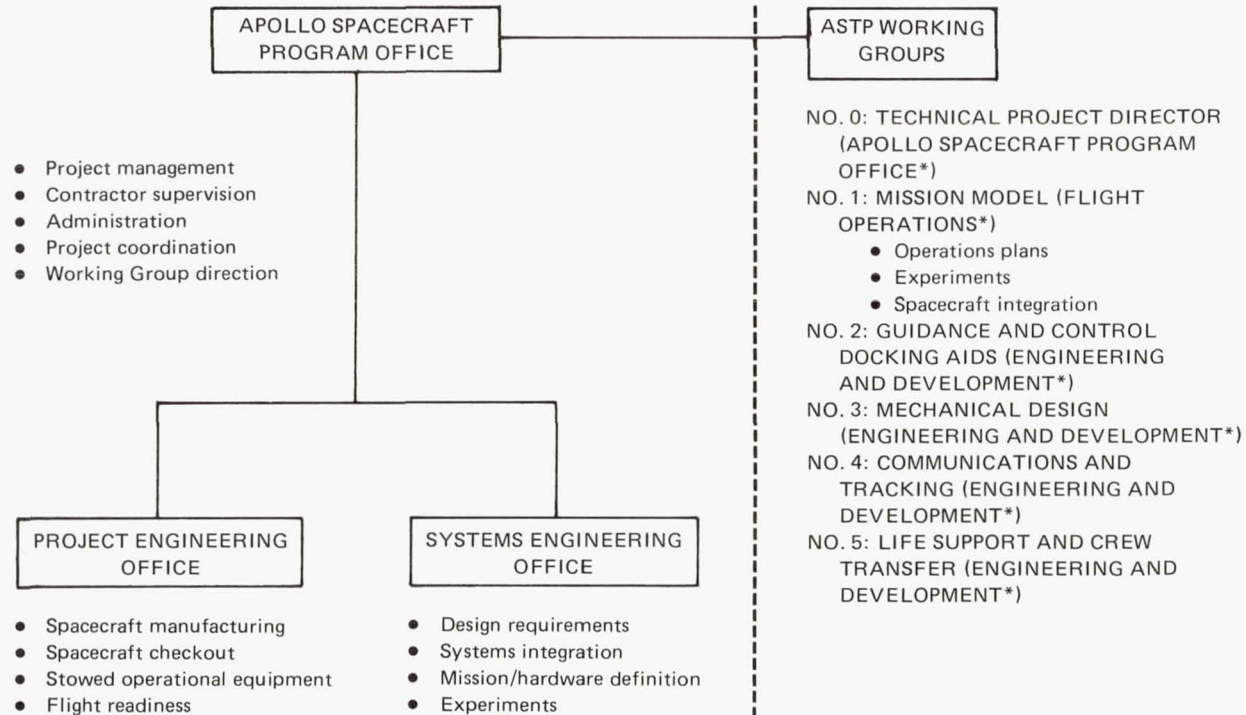 APOLLO SPACECRAFT
PROGRAM OFFICE
● Project management
● Contractor supervision
● Administration
● Project coordination
● Working Group direction
PROJECT ENGINEERING
OFFICE
● Spacecraft manufacturing
● Spacecraft checkout
● Stowed operational equipment
● Flight readiness
SYSTEMS ENGINEERING
OFFICE
● Design requirements
● Systems integration
● Mission/hardware definition
● Experiments
ASTP WORKING
GROUPS
NO. 0: TECHNICAL PROJECT DIRECTOR
(APOLLO SPACECRAFT PROGRAM
OFFICE*)
NO. 1: MISSION MODEL (FLIGHT
OPERATIONS*)
● Operations plans
● Experiments
● Spacecraft integration
NO. 2: GUIDANCE AND CONTROL
DOCKING AIDS (ENGINEERING
AND DEVELOPMENT*)
NO. 3: MECHANICAL DESIGN
(ENGINEERING AND DEVELOPMENT*)
NO. 4: COMMUNICATIONS AND
TRACKING (ENGINEERING AND
DEVELOPMENT*)
NO. 5: LIFE SUPPORT AND CREW
TRANSFER (ENGINEERING AND
DEVELOPMENT*)